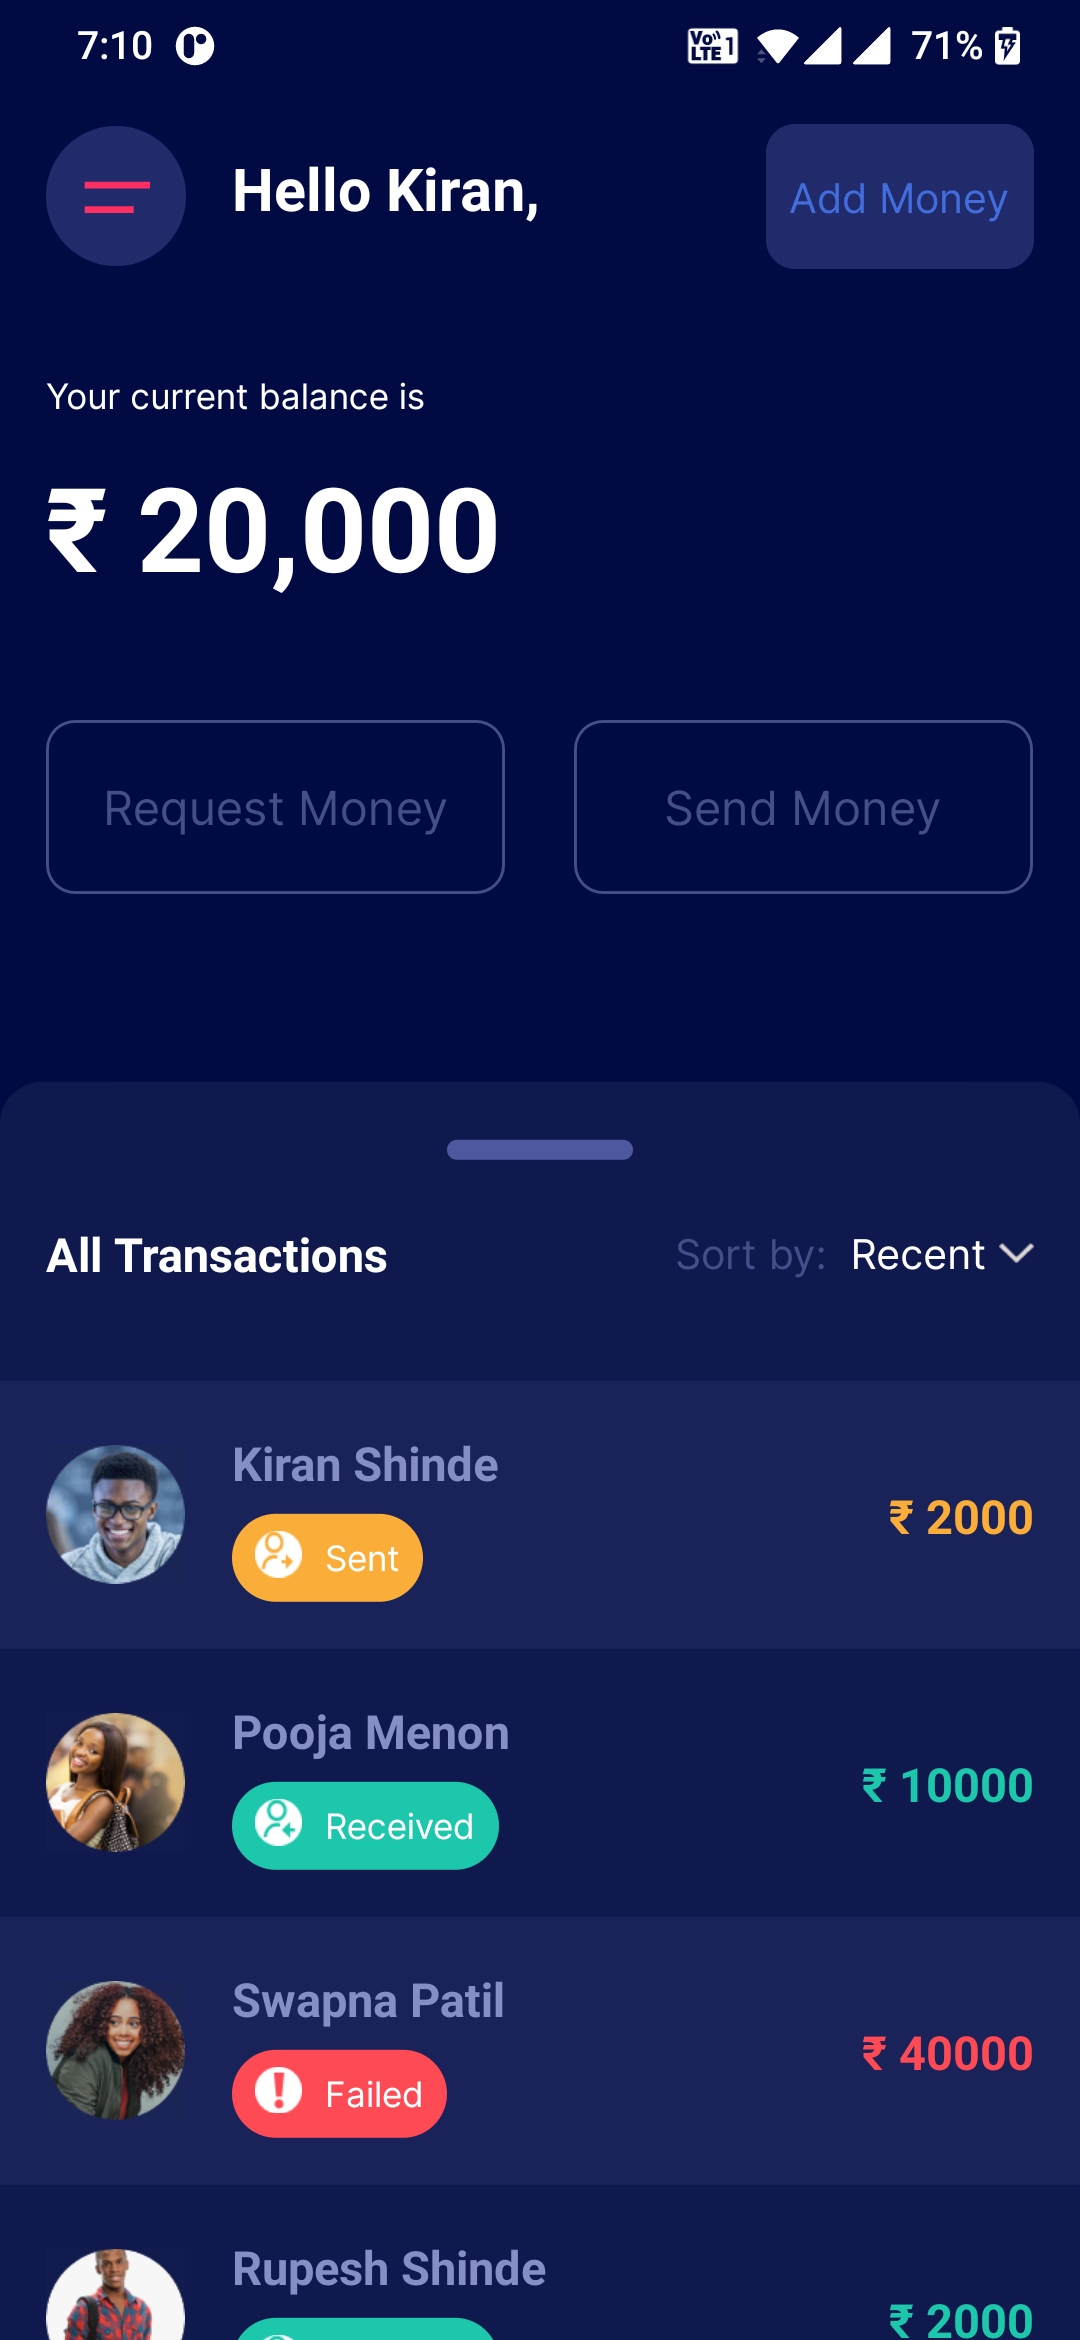 7:10
VoLTE 1
71%
Hello Kiran,
Add Money
Your current balance is
₹ 20,000
Request Money
Send Money
All Transactions
Sort by: Recent
Kiran Shinde
Sent
₹ 2000
Pooja Menon
Received
₹ 10000
Swapna Patil
Failed
₹ 40000
Rupesh Shinde
₹ 2000